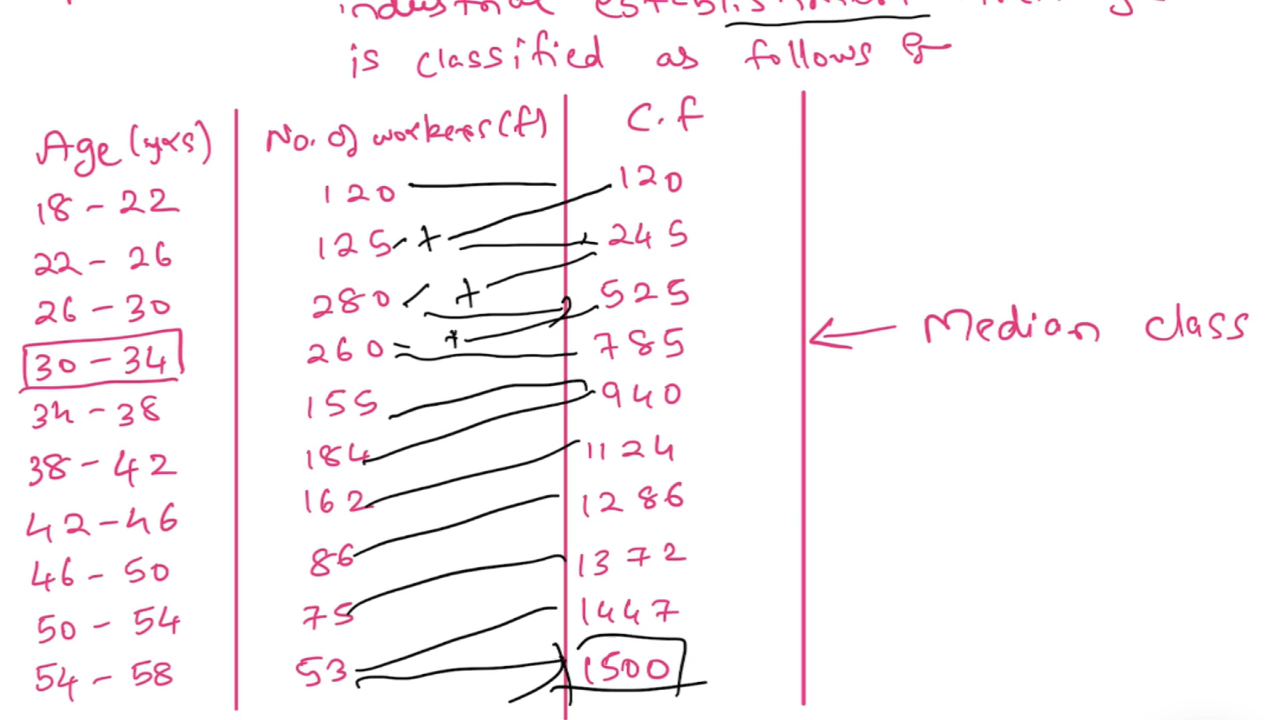 industrial establishment
is classified as follows :-
Age (yrs) No. of workers (f) C.f
18 - 22 120 120
22 - 26 125 + 245
26 - 30 280 + 525
30 - 34 260 + 785 ← Median class
34 - 38 155 940
38 - 42 184 1124
42 - 46 162 1286
46 - 50 86 1372
50 - 54 75 1447
54 - 58 53 1500